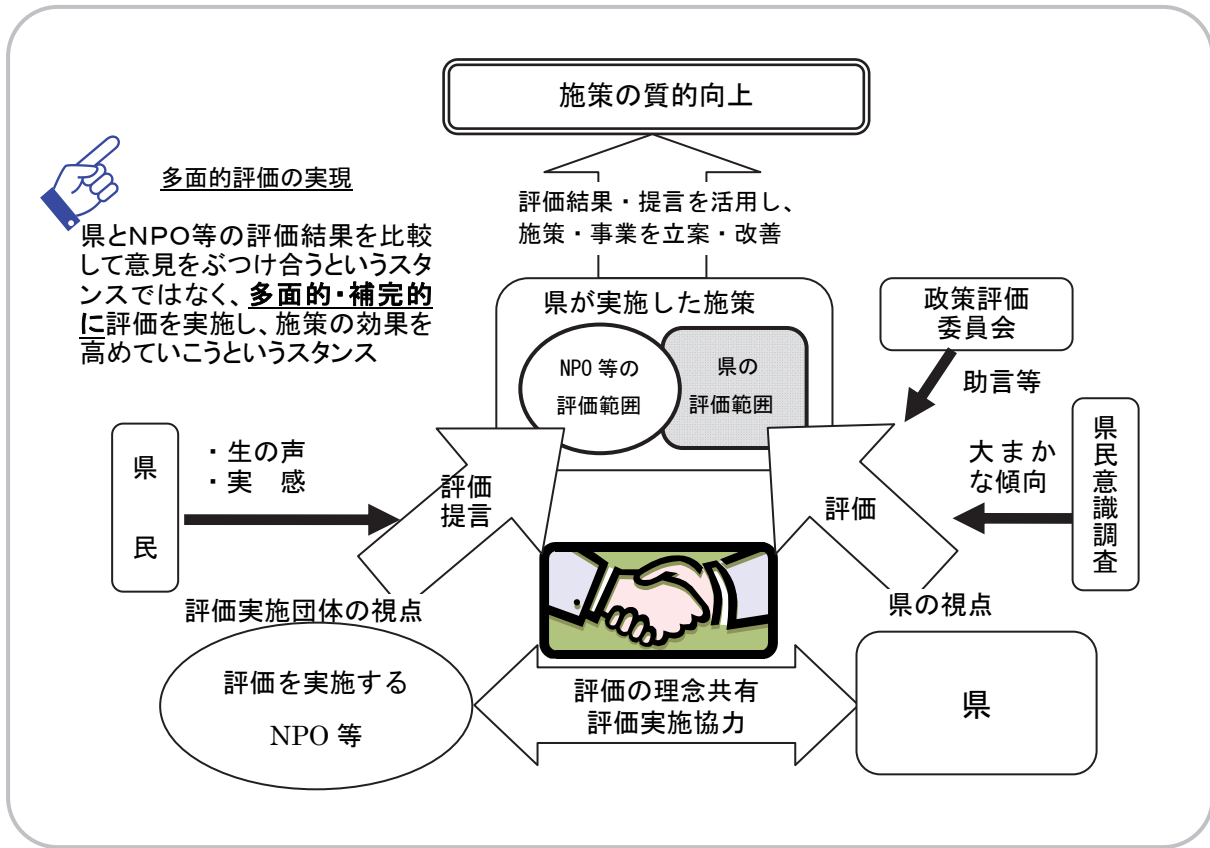 施策の質的向上
多面的評価の実現
県とNPO等の評価結果を比較
して意見をぶつけ合うというスタ
ンスではなく、多面的・補完的
に評価を実施し、施策の効果を
高めていこうというスタンス
評価結果・提言を活用し、
施策・事業を立案・改善
県が実施した施策
NPO 等の
評価範囲
県の
評価範囲
政策評価
委員会
助言等
県民
・生の声
・実　感
評価
提言
評価
大まか
な傾向
県民意識調査
評価実施団体の視点
県の視点
評価を実施する
NPO 等
評価の理念共有
評価実施協力
県